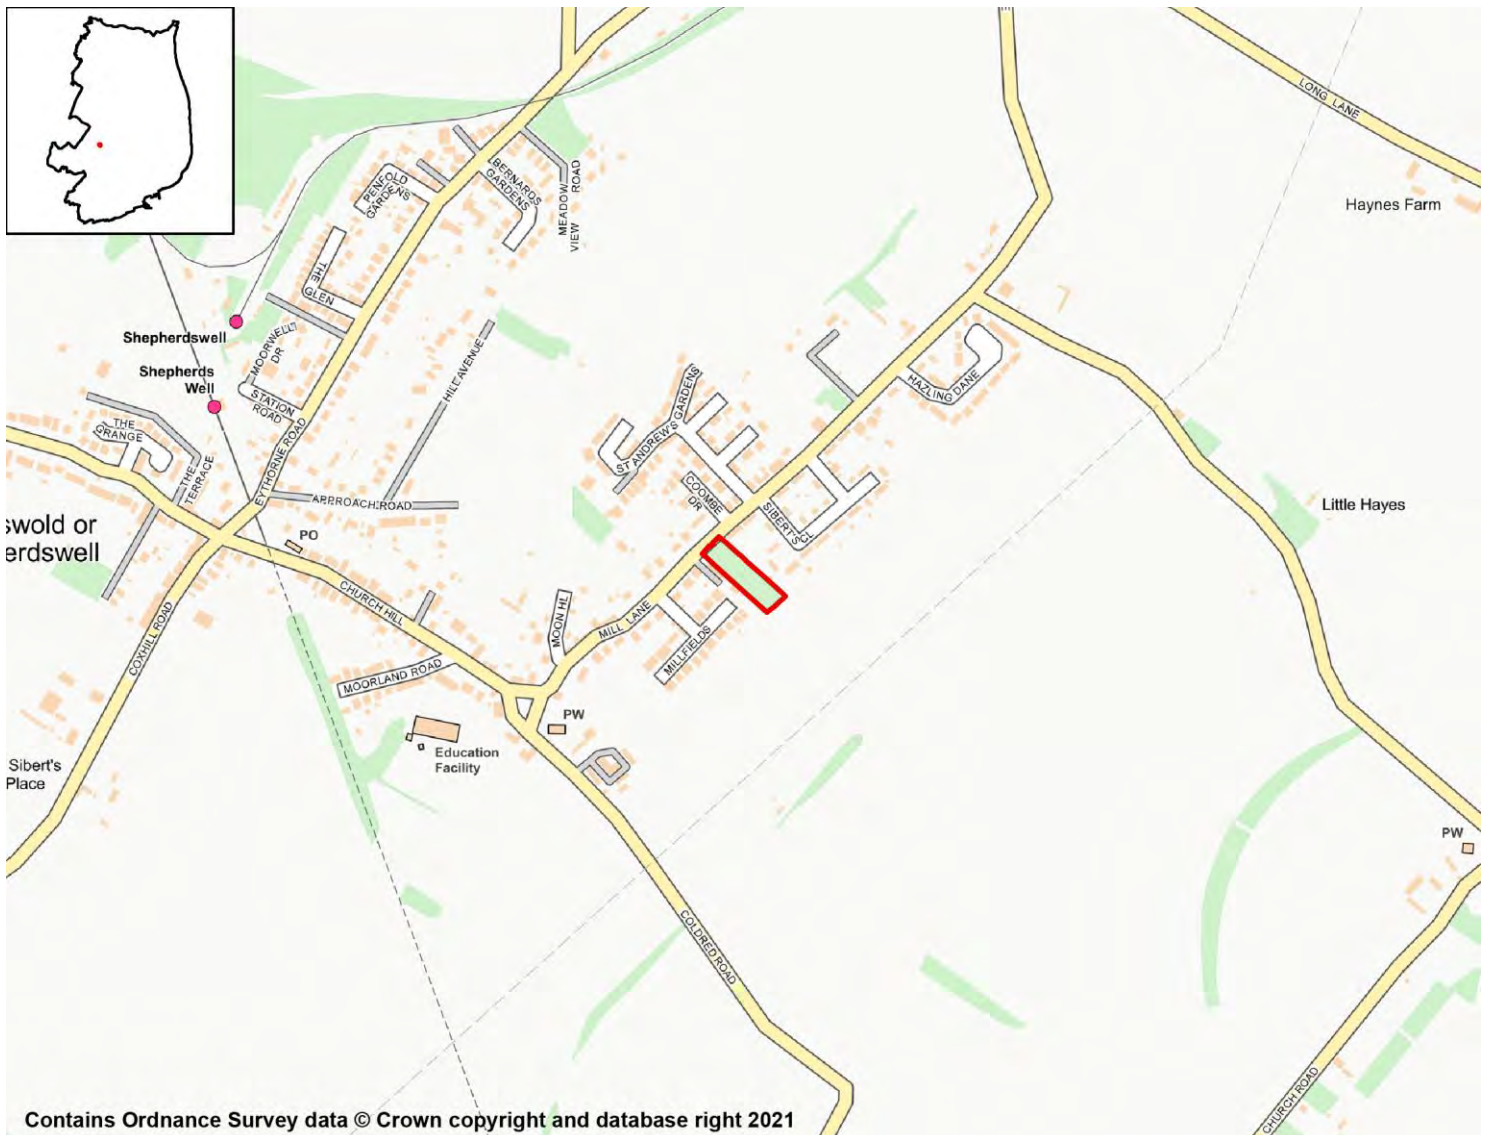 LONG LANE
Haynes Farm
PENFOLD
GARDENS
BERNARDS
GARDENS
MEADOW
VIEW ROAD
THE
GLEN
Shepherdswell
MOORWELL
DR
Shepherds
Well
STATION
ROAD
HILL AVENUE
HAZLING DANE
ST ANDREW'S GARDENS
THE
GRANGE
THE
TERRACE
EYTHORNE ROAD
APPROACH ROAD
COOMBE
DR
SIBERT'S
CL
Little Hayes
swold or
erdswell
PO
CHURCH HILL
COXHILL ROAD
MOON HL
MILL LANE
MILLFIELDS
MOORLAND ROAD
PW
Education
Facility
Sibert's
Place
PW
COLDRED ROAD
CHURCH ROAD
Contains Ordnance Survey data © Crown copyright and database right 2021